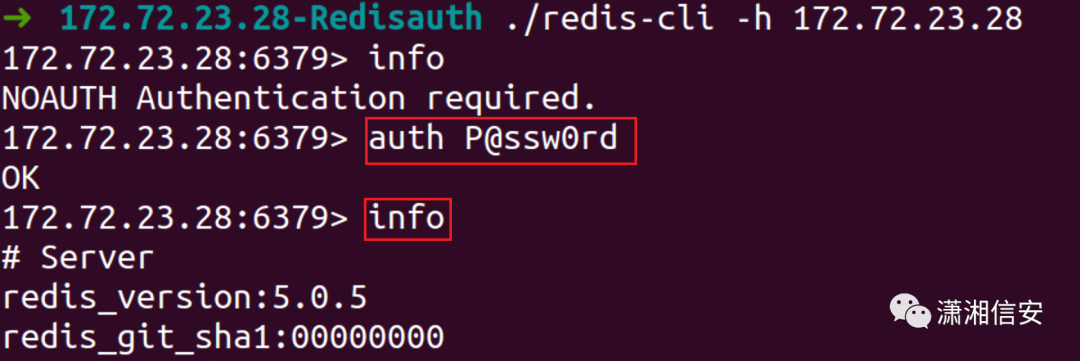 ➜ 172.72.23.28-Redisauth ./redis-cli -h 172.72.23.28
172.72.23.28:6379> info
NOAUTH Authentication required.
172.72.23.28:6379> auth P@ssw0rd
OK
172.72.23.28:6379> info
# Server
redis_version:5.0.5
redis_git_sha1:00000000
潇湘信安